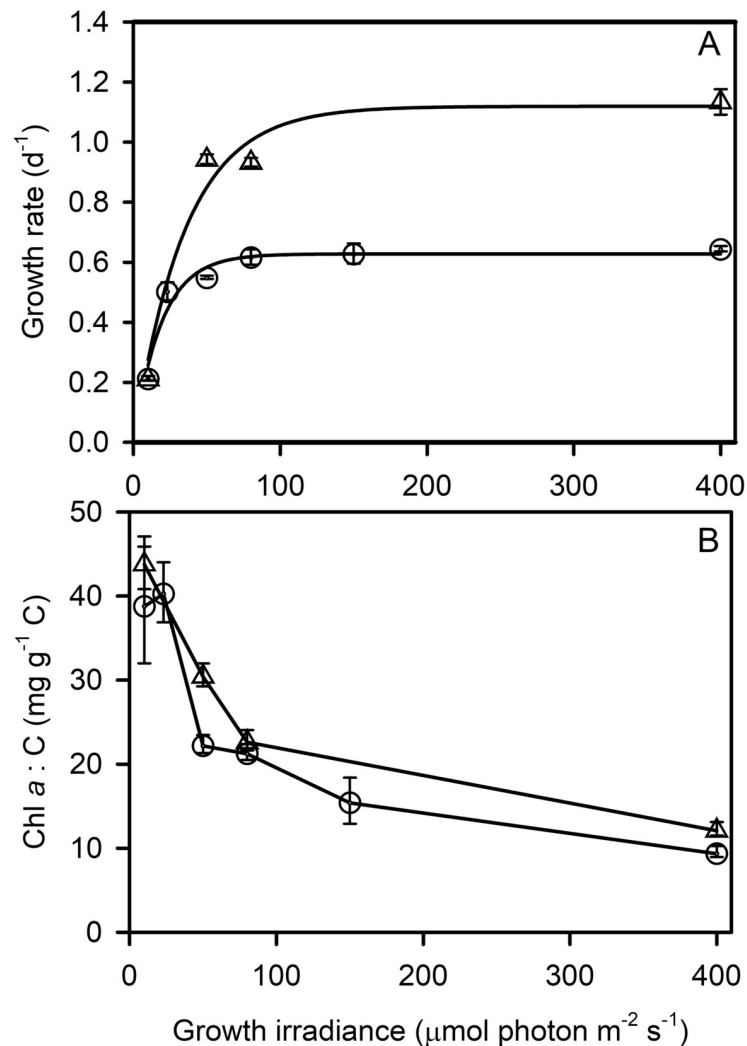 A
Growth rate (d⁻¹)
1.4
1.2
1.0
0.8
0.6
0.4
0.2
0.0
0 100 200 300 400
B
Chl a : C (mg g⁻¹ C)
50
40
30
20
10
0
0 100 200 300 400
Growth irradiance (μmol photon m⁻² s⁻¹)